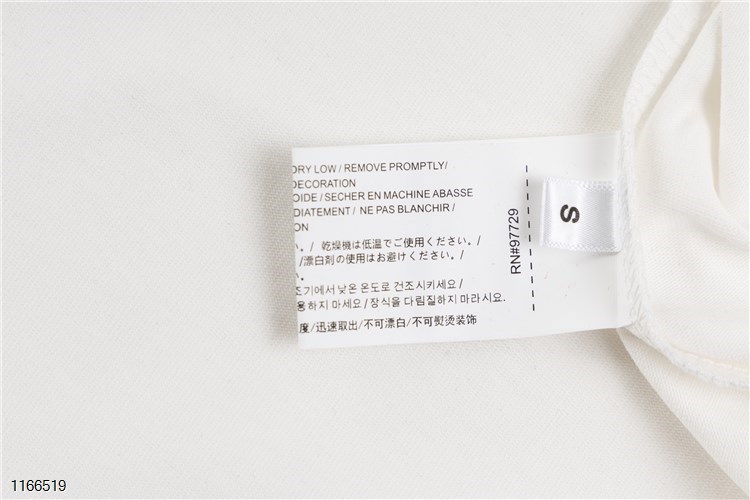 DRY LOW / REMOVE PROMPTLY/
DECORATION
OIDE / SECHER EN MACHINE ABASSE
DIATEMENT / NE PAS BLANCHIR /
ON
い。/ 乾燥機は低温でご使用ください。/
/漂白剤の使用はお避けください。/
い。
조기에서 낮온 온도로 건조시키세요 /
용하지 마세요 / 장식을 다림질하지 마라시요.
度/迅速取出/不可漂白/不可熨烫装饰
RN#97729
S
1166519